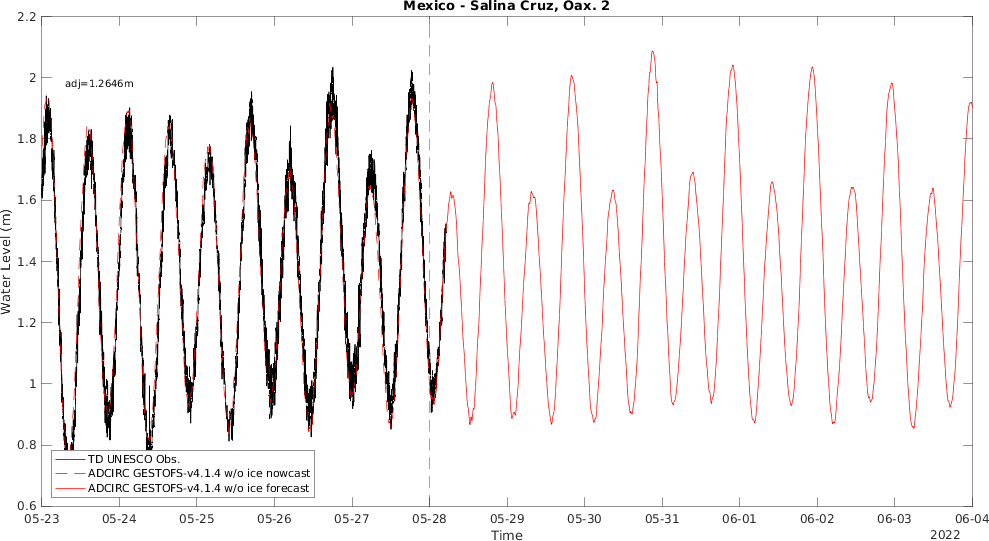 Mexico - Salina Cruz, Oax. 2
2.2
2
1.8
1.6
1.4
1.2
1
0.8
0.6
Water Level (m)
adj=1.2646m
TD UNESCO Obs.
ADCIRC GESTOFS-v4.1.4 w/o ice nowcast
ADCIRC GESTOFS-v4.1.4 w/o ice forecast
05-23 05-24 05-25 05-26 05-27 05-28 05-29 05-30 05-31 06-01 06-02 06-03 06-04
Time
2022